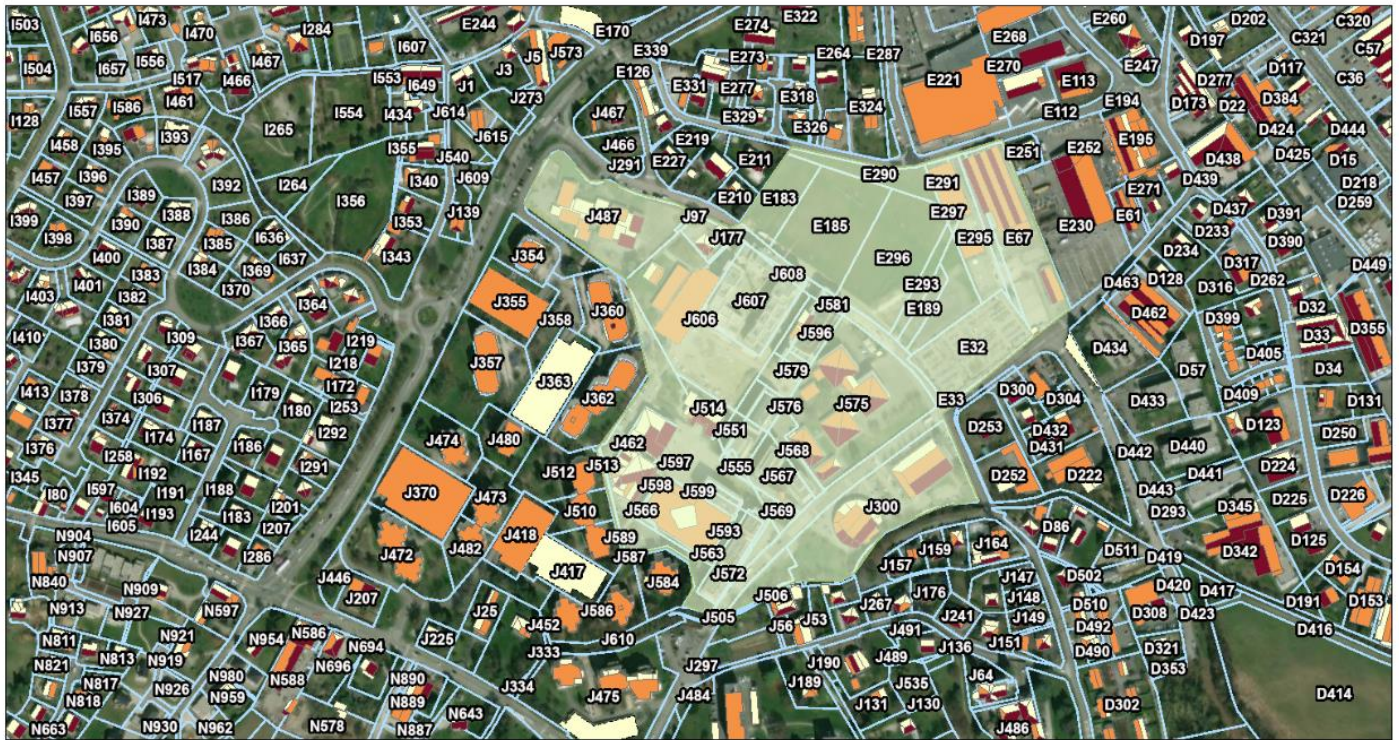 I503
I473
I656
I470
I284
E244
E170
E274
E322
E260
D202
C320
I556
I607
J5
J573
E339
E273
E264
E287
E268
D197
C321
C57
I504
I657
I467
J3
E126
E270
E247
I517
I466
I553
I649
J1
E331
E277
E221
E113
D277
D117
C36
I461
J273
E318
E324
E194
D173
D22
D384
I128
I557
I586
I554
I434
J614
J467
E329
E326
E112
E195
D424
D444
I393
I265
J615
E219
I458
I395
I355
J540
J466
E251
E252
D438
D425
D15
J291
E227
E211
I457
I396
I392
I264
I340
J609
E290
E291
E271
D439
D218
I397
I389
I356
E210
E183
D259
I399
I390
I388
I386
I353
J139
J487
J97
E185
E297
E61
D437
D391
I398
I387
I385
I636
J177
E295
E67
E230
D233
D390
I400
I343
J354
E296
D234
I383
I384
I369
I637
J608
D317
D449
I403
I401
I370
J355
J360
J607
E293
D463
D128
D316
D262
I382
I364
J358
J581
E189
D32
I410
I381
I366
J606
D462
D399
I380
I309
I367
I365
I219
J596
E32
D434
D33
D355
I379
I307
I218
J357
J363
J579
D57
D405
D34
I413
I378
I306
I179
I172
J362
J514
J576
J575
E33
D300
D304
D433
D409
D131
I377
I374
I187
I180
I253
J551
D253
D432
D123
I376
I174
I186
I292
J474
J480
J462
J568
D431
D442
D440
D250
I258
I167
I345
I192
I291
J512
J513
J597
J555
J567
D252
D222
D441
D224
I80
I597
I191
I188
J370
J473
J598
J599
D443
D225
D226
I604
I193
I201
J510
J566
J569
J300
D293
I605
I183
I207
J418
J593
D86
D345
N904
I244
I286
J472
J482
J589
J563
J159
J164
D511
D342
D125
N907
J587
J157
D419
N840
N909
J446
J417
J584
J572
J147
D502
D420
D154
N913
N927
N597
J207
J25
J586
J505
J506
J267
J176
J148
D510
D308
D417
D191
D153
N811
N921
N586
J452
J56
J53
J241
J149
D492
D423
D416
N954
N694
J225
J610
J491
J151
N821
N813
N919
N696
J333
J297
J190
J489
J136
D490
D321
N817
N980
N588
N890
J334
J475
J484
J189
J535
J64
D353
D414
N818
N926
N959
N889
J131
J130
D302
N663
N930
N962
N578
N887
N643
J486